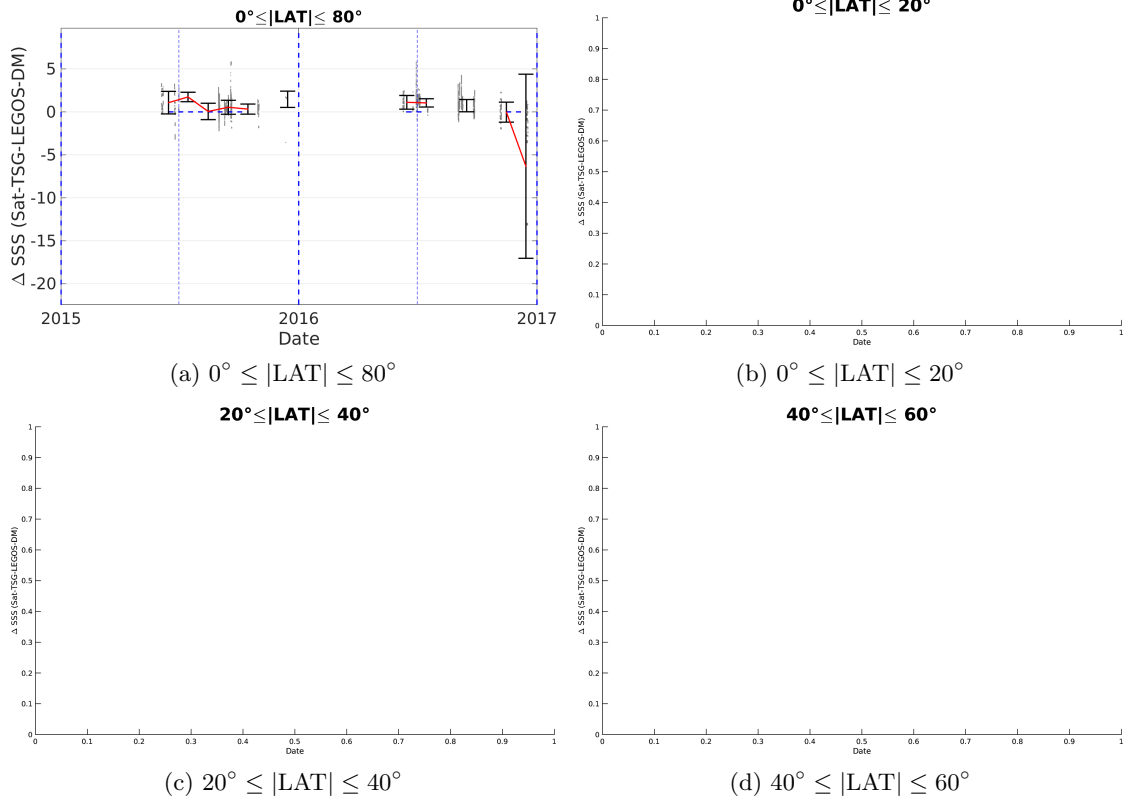 0°≤|LAT|≤ 80°
Δ SSS (Sat-TSG-LEGOS-DM)
5
0
-5
-10
-15
-20
2015
2016
2017
Date
(a) 0° ≤ |LAT| ≤ 80°
0°≤|LAT|≤ 20°
Δ SSS (Sat-TSG-LEGOS-DM)
1
0.9
0.8
0.7
0.6
0.5
0.4
0.3
0.2
0.1
0
0 0.1 0.2 0.3 0.4 0.5 0.6 0.7 0.8 0.9 1
Date
(b) 0° ≤ |LAT| ≤ 20°
20°≤|LAT|≤ 40°
Δ SSS (Sat-TSG-LEGOS-DM)
1
0.9
0.8
0.7
0.6
0.5
0.4
0.3
0.2
0.1
0
0 0.1 0.2 0.3 0.4 0.5 0.6 0.7 0.8 0.9 1
Date
(c) 20° ≤ |LAT| ≤ 40°
40°≤|LAT|≤ 60°
Δ SSS (Sat-TSG-LEGOS-DM)
1
0.9
0.8
0.7
0.6
0.5
0.4
0.3
0.2
0.1
0
0 0.1 0.2 0.3 0.4 0.5 0.6 0.7 0.8 0.9 1
Date
(d) 40° ≤ |LAT| ≤ 60°